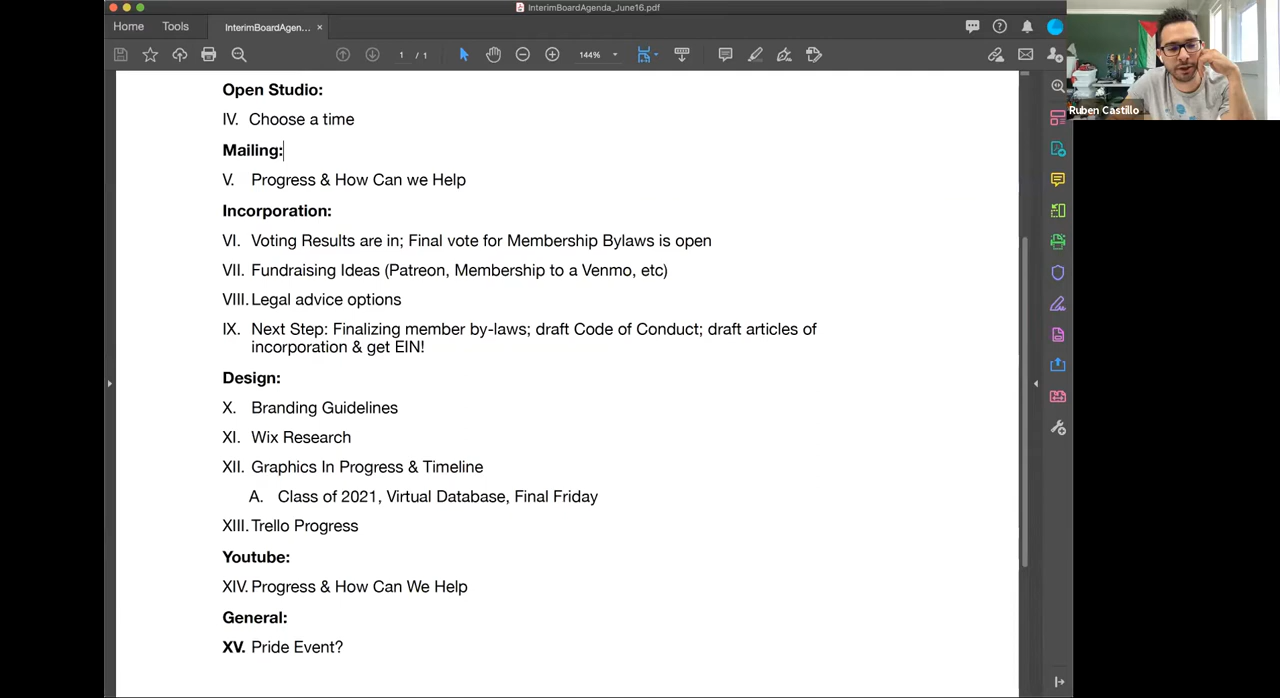 InterimBoardAgenda_June16.pdf
Home Tools InterimBoardAgen... ×
1 / 1 144%
Open Studio:
IV. Choose a time
Mailing:
V. Progress & How Can we Help
Incorporation:
VI. Voting Results are in; Final vote for Membership Bylaws is open
VII. Fundraising Ideas (Patreon, Membership to a Venmo, etc)
VIII. Legal advice options
IX. Next Step: Finalizing member by-laws; draft Code of Conduct; draft articles of
incorporation & get EIN!
Design:
X. Branding Guidelines
XI. Wix Research
XII. Graphics In Progress & Timeline
A. Class of 2021, Virtual Database, Final Friday
XIII. Trello Progress
Youtube:
XIV. Progress & How Can We Help
General:
XV. Pride Event?
Ruben Castillo